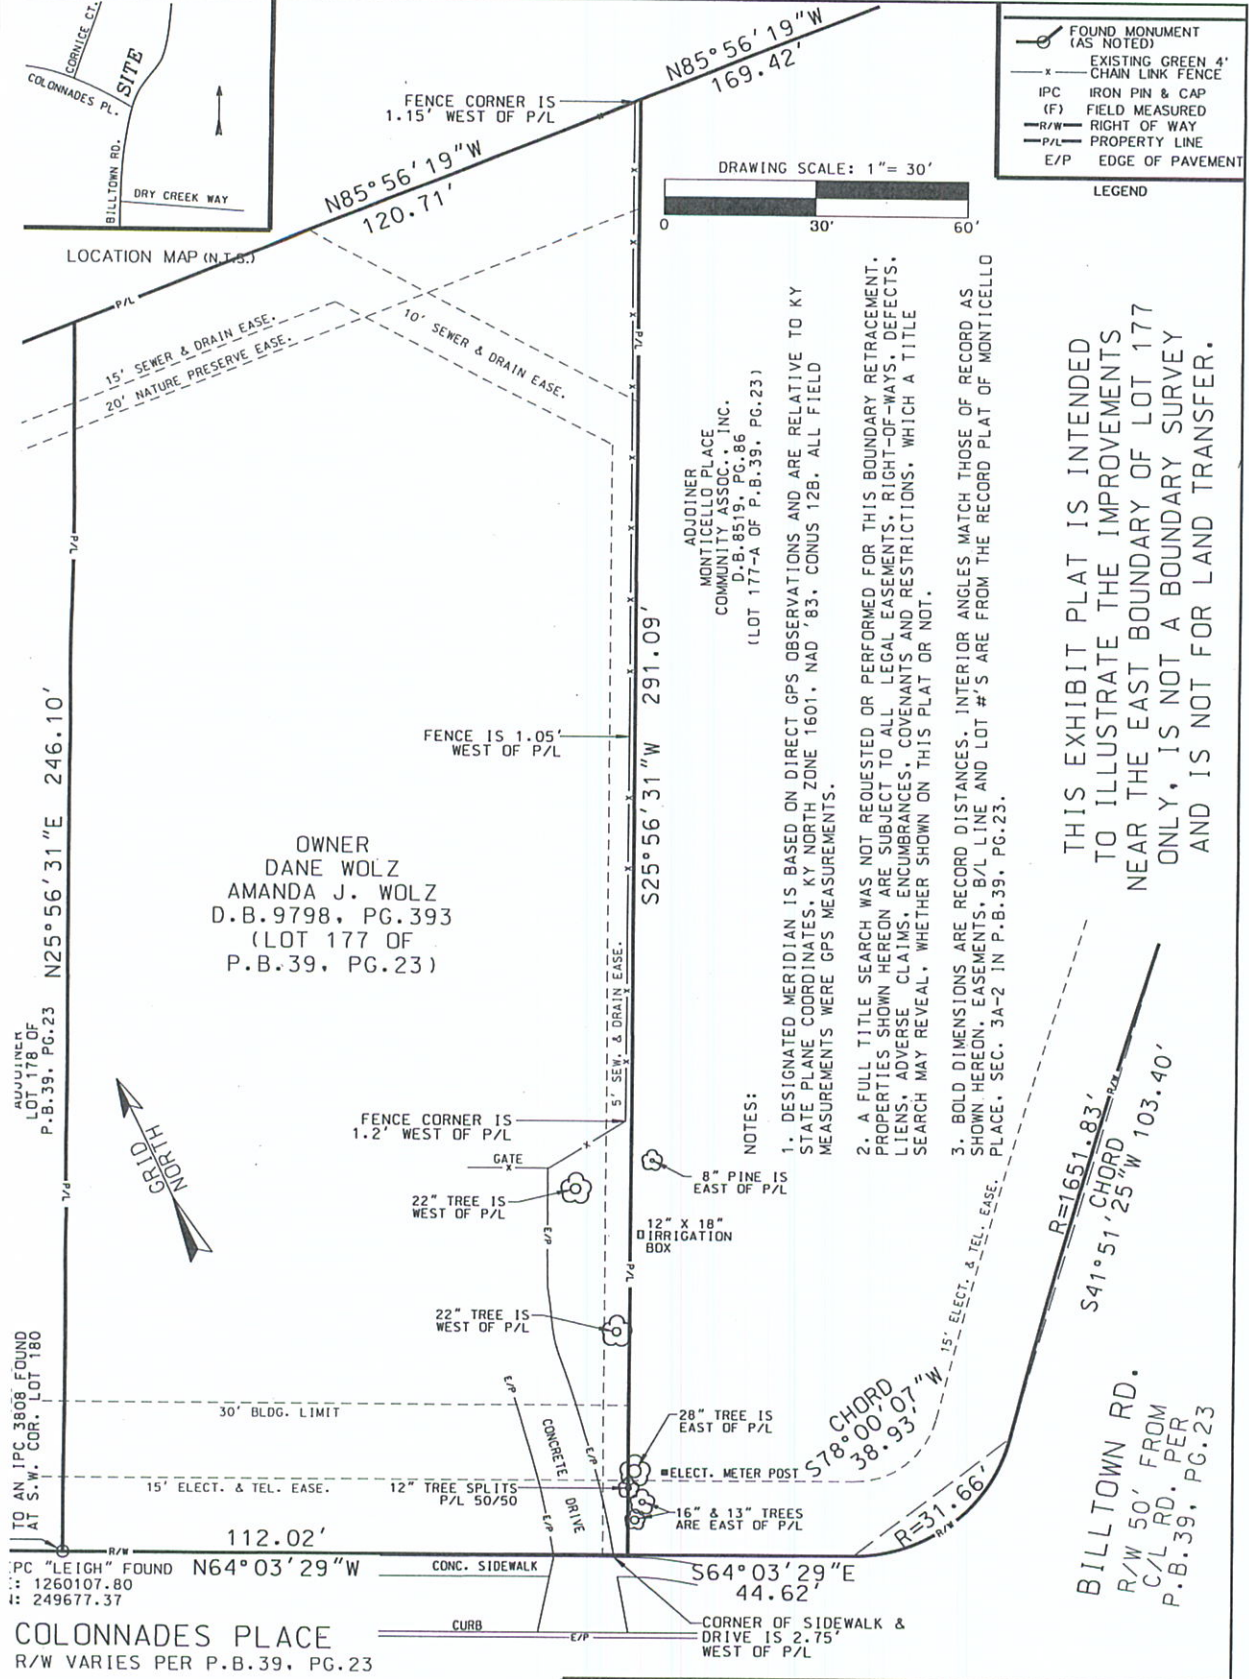 CORNICE CT.
COLONNADES PL.
SITE
BILLTOWN RD.
DRY CREEK WAY
LOCATION MAP (N.T.S.)
FOUND MONUMENT
(AS NOTED)
EXISTING GREEN 4'
x CHAIN LINK FENCE
IPC IRON PIN & CAP
(F) FIELD MEASURED
R/W RIGHT OF WAY
P/L PROPERTY LINE
E/P EDGE OF PAVEMENT
LEGEND
N85°56'19"W
169.42'
FENCE CORNER IS
1.15' WEST OF P/L
N85°56'19"W
120.71'
DRAWING SCALE: 1"= 30'
0 30' 60'
P/L
15' SEWER & DRAIN EASE.
20' NATURE PRESERVE EASE.
10' SEWER & DRAIN EASE.
P/L
P/L
ADJOINER
MONTICELLO PLACE
COMMUNITY ASSOC., INC.
D.B.8519, PG.86
(LOT 177-A OF P.B.39, PG.23)
N25°56'31"E 246.10'
S25°56'31"W 291.09'
FENCE IS 1.05'
WEST OF P/L
OWNER
DANE WOLZ
AMANDA J. WOLZ
D.B.9798, PG.393
(LOT 177 OF
P.B.39, PG.23)
ADJOINER
LOT 178 OF
P.B.39, PG.23
P/L
GRID
NORTH
5' SEW. & DRAIN EASE.
FENCE CORNER IS
1.2' WEST OF P/L
GATE
x
22" TREE IS
WEST OF P/L
8" PINE IS
EAST OF P/L
12" X 18"
IRRIGATION
BOX
E/P
P/L
22" TREE IS
WEST OF P/L
NOTES:
1. DESIGNATED MERIDIAN IS BASED ON DIRECT GPS OBSERVATIONS AND ARE RELATIVE TO KY
STATE PLANE COORDINATES, KY NORTH ZONE 1601, NAD '83, CONUS 12B. ALL FIELD
MEASUREMENTS WERE GPS MEASUREMENTS.
2. A FULL TITLE SEARCH WAS NOT REQUESTED OR PERFORMED FOR THIS BOUNDARY RETRACEMENT.
PROPERTIES SHOWN HEREON ARE SUBJECT TO ALL LEGAL EASEMENTS, RIGHT-OF-WAYS, DEFECTS,
LIENS, ADVERSE CLAIMS, ENCUMBRANCES, COVENANTS AND RESTRICTIONS, WHICH A TITLE
SEARCH MAY REVEAL, WHETHER SHOWN ON THIS PLAT OR NOT.
3. BOLD DIMENSIONS ARE RECORD DISTANCES. INTERIOR ANGLES MATCH THOSE OF RECORD AS
SHOWN HEREON. EASEMENTS, B/L LINE AND LOT #'S ARE FROM THE RECORD PLAT OF MONTICELLO
PLACE, SEC. 3A-2 IN P.B.39, PG.23.
THIS EXHIBIT PLAT IS INTENDED
TO ILLUSTRATE THE IMPROVEMENTS
NEAR THE EAST BOUNDARY OF LOT 177
ONLY, IS NOT A BOUNDARY SURVEY
AND IS NOT FOR LAND TRANSFER.
R=1651.83'
R/W
CHORD
S41°51'25"W 103.40'
15' ELECT. & TEL. EASE.
CHORD
S78°00'07"W
38.93'
R=31.66'
R/W
BILLTOWN RD.
R/W 50' FROM
C/L RD. PER
P.B.39, PG.23
TO AN IPC 3808 FOUND
AT S.W. COR. LOT 180
30' BLDG. LIMIT
E/P
CONCRETE
DRIVE
E/P
E/P
28" TREE IS
EAST OF P/L
ELECT. METER POST
15' ELECT. & TEL. EASE.
12" TREE SPLITS
P/L 50/50
16" & 13" TREES
ARE EAST OF P/L
R/W
112.02'
N64°03'29"W
PC "LEIGH" FOUND
: 1260107.80
: 249677.37
CONC. SIDEWALK
S64°03'29"E
44.62'
CURB
E/P
CORNER OF SIDEWALK &
DRIVE IS 2.75'
WEST OF P/L
COLONNADES PLACE
R/W VARIES PER P.B.39, PG.23